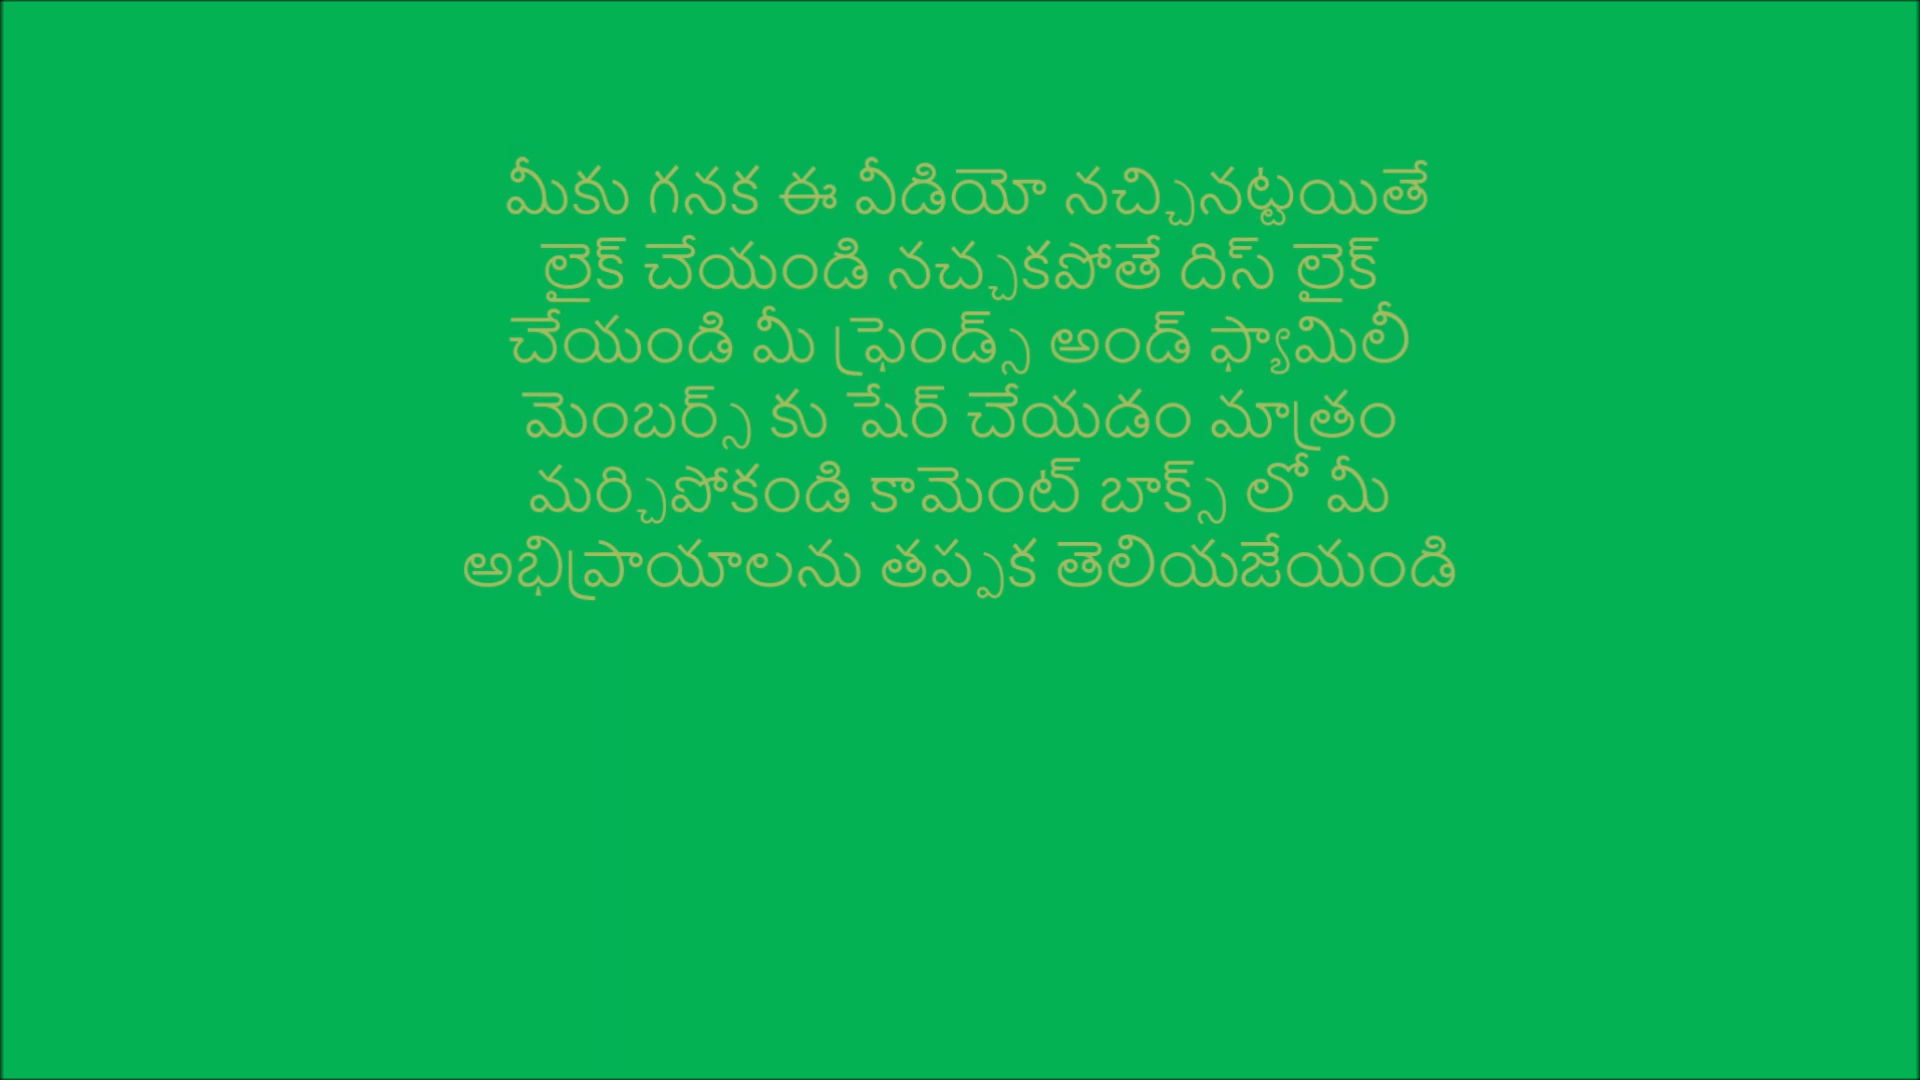 మీకు గనక ఈ వీడియో నచ్చినట్టయితే
లైక్ చేయండి నచ్చకపోతే దిస్ లైక్
చేయండి మీ ఫ్రెండ్స్ అండ్ ఫ్యామిలీ
మెంబర్స్ కు షేర్ చేయడం మాత్రం
మర్చిపోకండి కామెంట్ బాక్స్ లో మీ
అభిప్రాయాలను తప్పక తెలియజేయండి